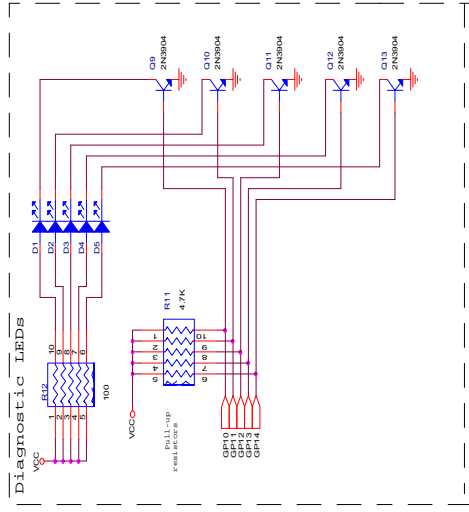 Diagnostic LEDs
Q9
2N3904
Q10
2N3904
Q11
2N3904
Q12
2N3904
Q13
2N3904
D1
D2
D3
D4
D5
R11
4.7K
1
2
3
4
5
10
9
8
7
6
R12
100
10
9
8
7
6
1
2
3
4
5
VCC
VCC
Pull-up
resistors
GP10
GP11
GP12
GP13
GP14